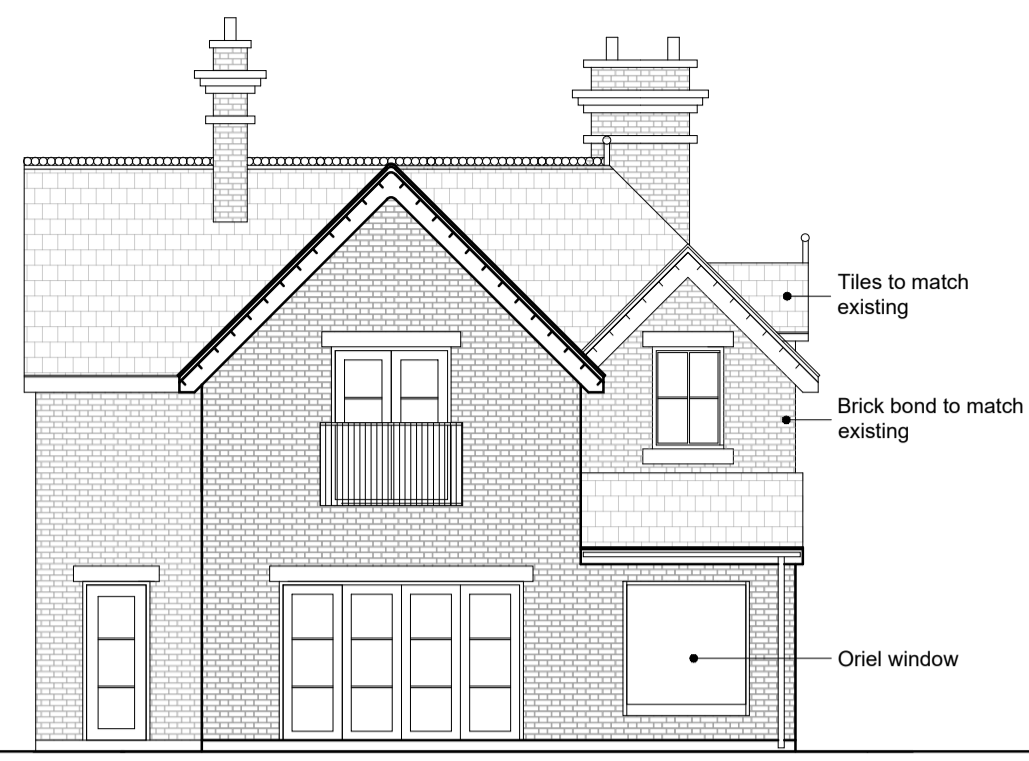 Tiles to match
existing
Brick bond to match
existing
Oriel window